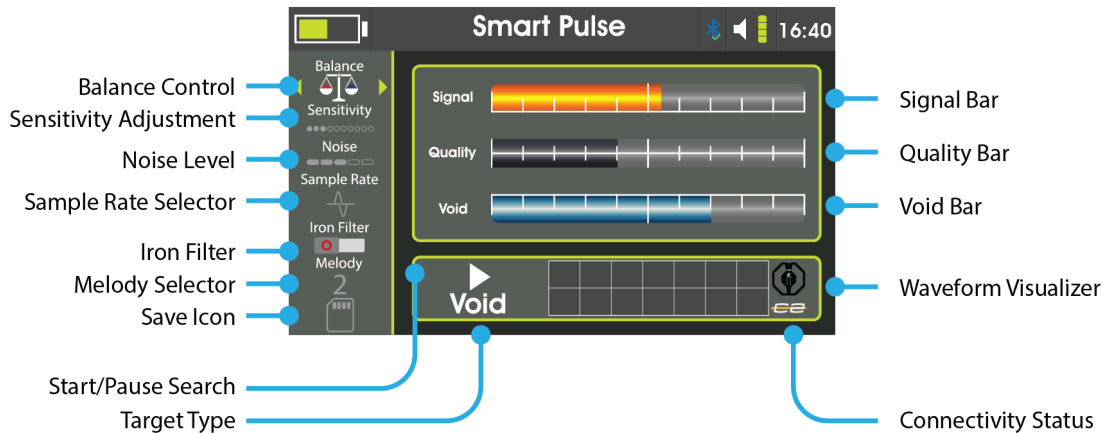 Smart Pulse
16:40
Balance
Sensitivity
Noise
Sample Rate
Iron Filter
Melody
2
Signal
Quality
Void
Void
C2
Balance Control
Sensitivity Adjustment
Noise Level
Sample Rate Selector
Iron Filter
Melody Selector
Save Icon
Start/Pause Search
Target Type
Signal Bar
Quality Bar
Void Bar
Waveform Visualizer
Connectivity Status